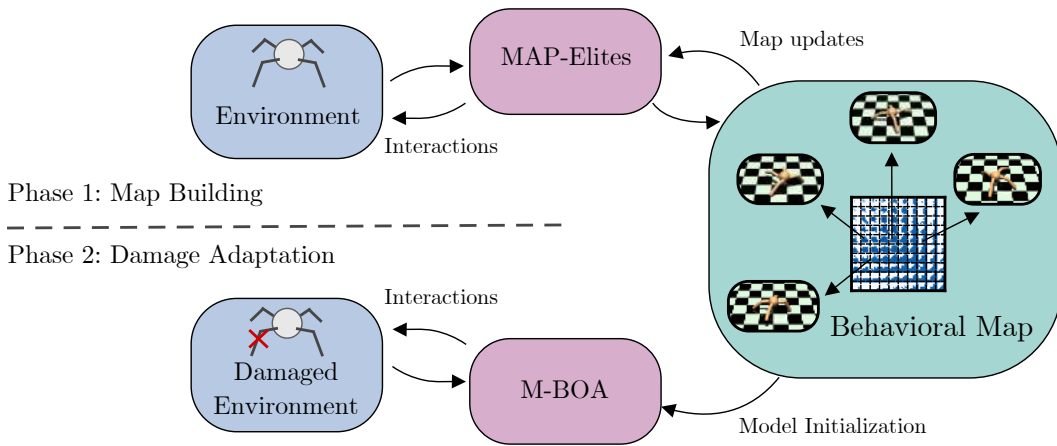 MAP-Elites
Map updates
Environment
Interactions
Phase 1: Map Building
Phase 2: Damage Adaptation
Interactions
Behavioral Map
Damaged
Environment
M-BOA
Model Initialization